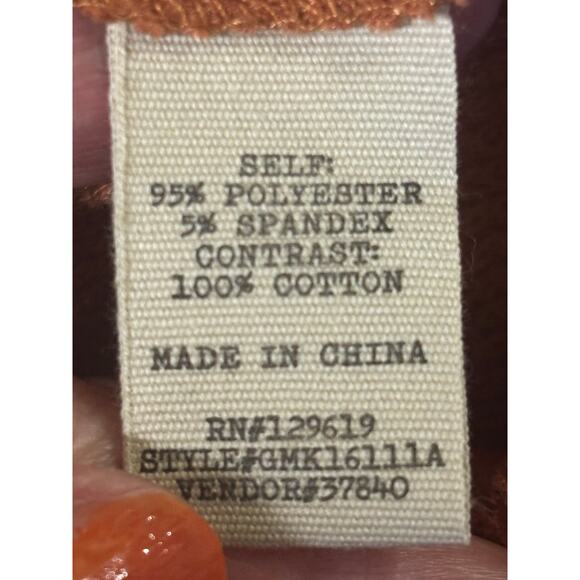 SELF:
95% POLYESTER
5% SPANDEX
CONTRAST:
100% COTTON
MADE IN CHINA
RN#129619
STYLE#GMK16111A
VENDOR#37840